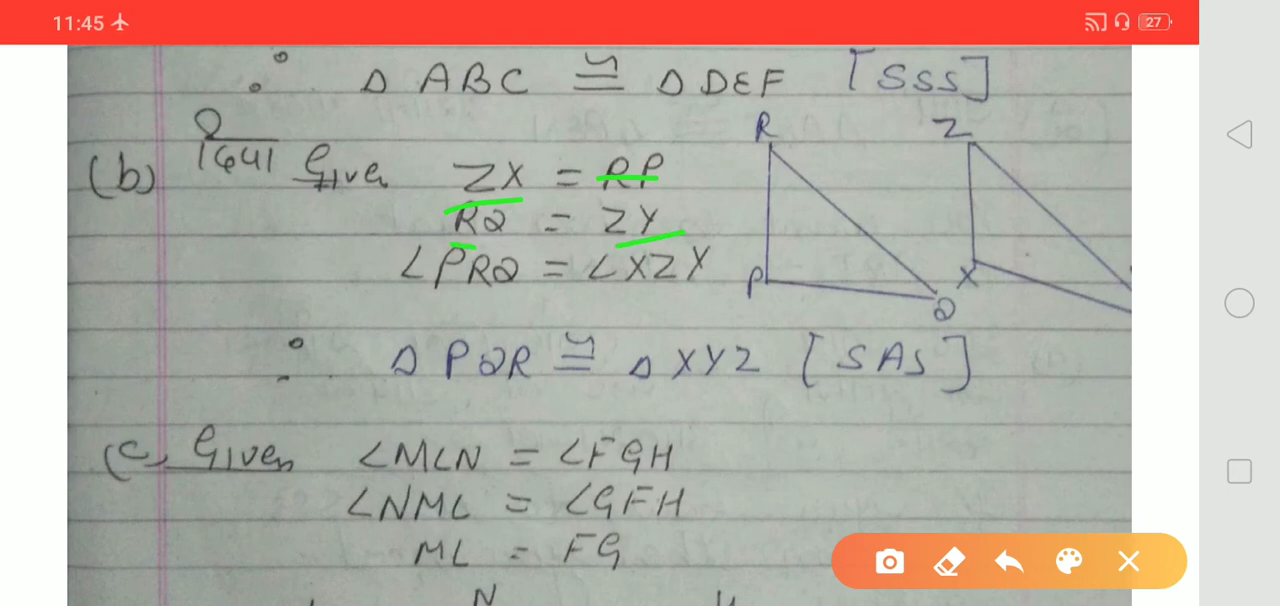 11:45
27
∴ Δ ABC ≅ Δ DEF [SSS]
(b) Given ZX = RP
RQ = ZY
∠PRQ = ∠XZY
R
Z
P
Q
X
∴ Δ PQR ≅ Δ XYZ [SAS]
(c) Given ∠MLN = ∠FGH
∠NML = ∠GFH
ML = FG
N